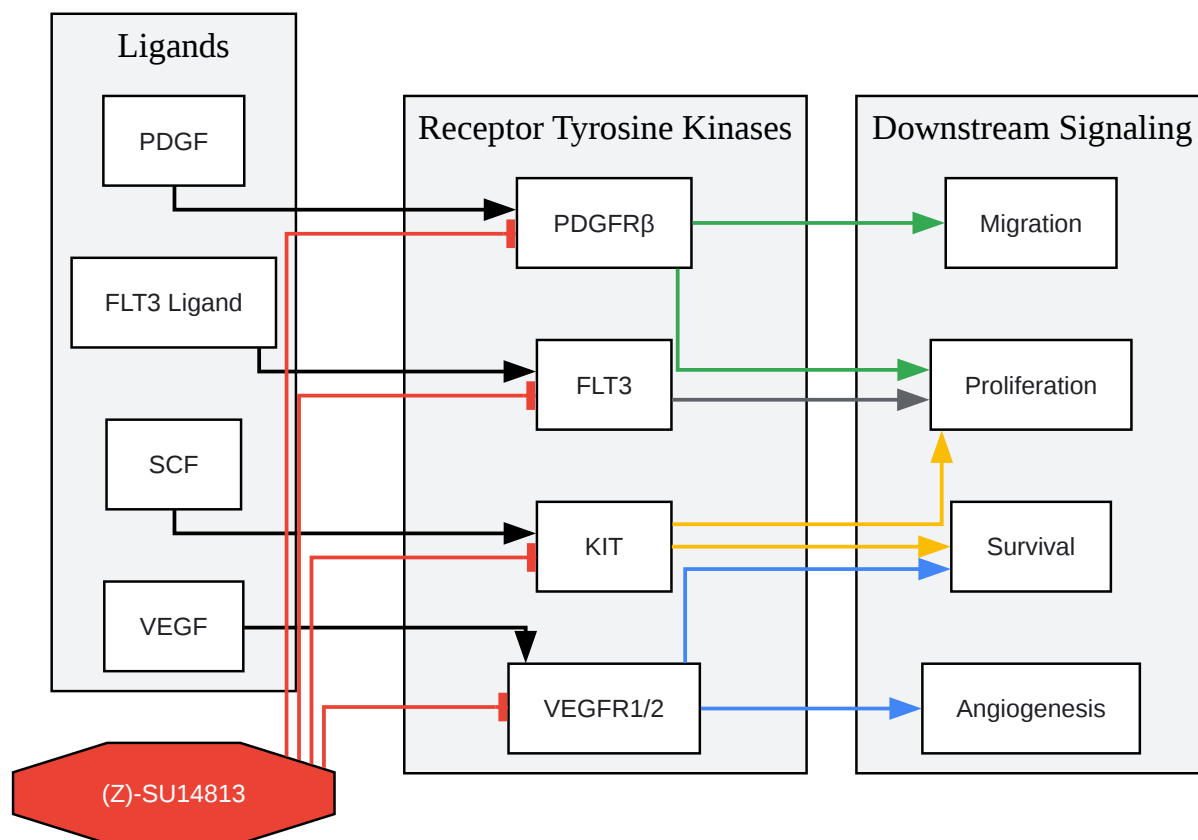 Ligands
PDGF
FLT3 Ligand
SCF
VEGF
(Z)-SU14813
Receptor Tyrosine Kinases
PDGFRβ
FLT3
KIT
VEGFR1/2
Downstream Signaling
Migration
Proliferation
Survival
Angiogenesis